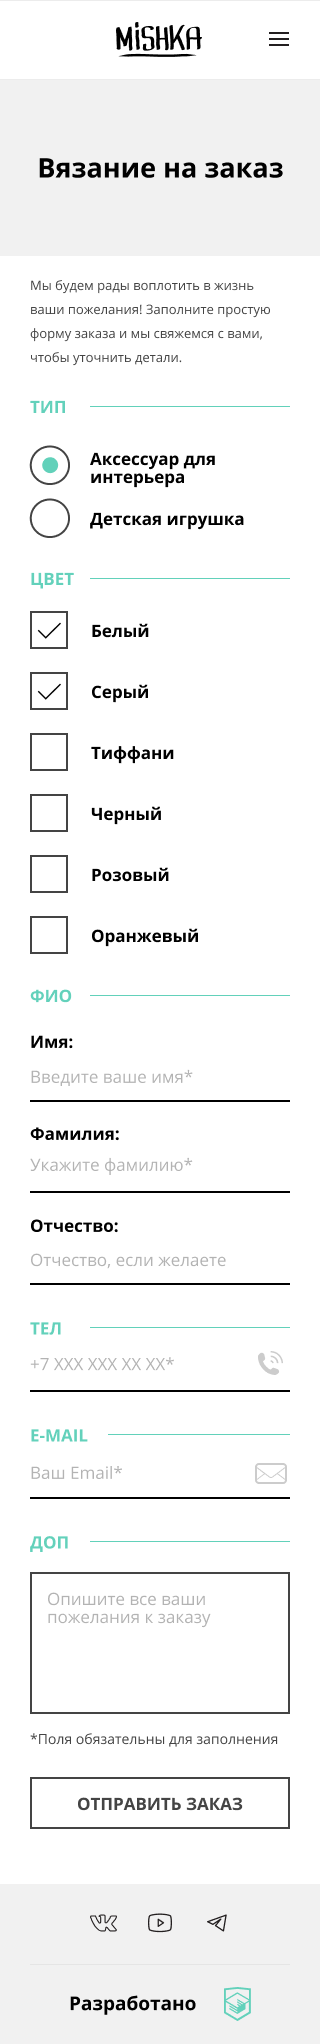 MiSHKA
Вязание на заказ
Мы будем рады воплотить в жизнь
ваши пожелания! Заполните простую
форму заказа и мы свяжемся с вами,
чтобы уточнить детали.
ТИП
Аксессуар для
интерьера
Детская игрушка
ЦВЕТ
Белый
Серый
Тиффани
Черный
Розовый
Оранжевый
ФИО
Имя:
Введите ваше имя*
Фамилия:
Укажите фамилию*
Отчество:
Отчество, если желаете
ТЕЛ
+7 XXX XXX XX XX*
E-MAIL
Ваш Email*
ДОП
Опишите все ваши
пожелания к заказу
*Поля обязательны для заполнения
ОТПРАВИТЬ ЗАКАЗ
Разработано